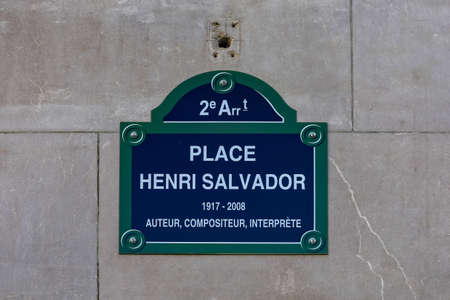 2e Arrt
PLACE
HENRI SALVADOR
1917 - 2008
AUTEUR, COMPOSITEUR, INTERPRÈTE